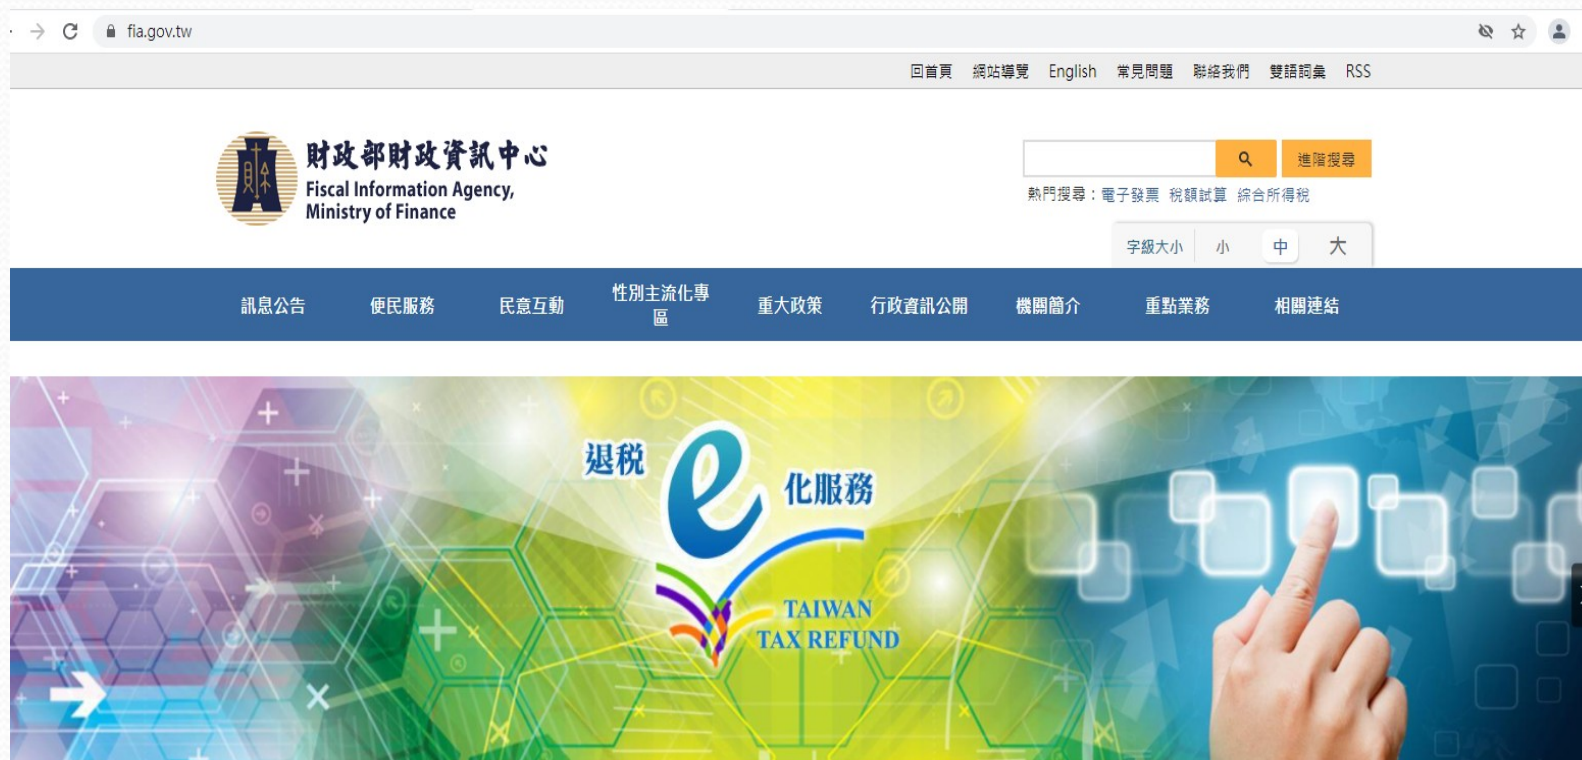 fia.gov.tw
回首頁 網站導覽 English 常見問題 聯絡我們 雙語詞彙 RSS
財政部財政資訊中心
Fiscal Information Agency,
Ministry of Finance
進階搜尋
熱門搜尋：電子發票 稅額試算 綜合所得稅
字級大小 小 中 大
訊息公告 便民服務 民意互動 性別主流化專區 重大政策 行政資訊公開 機關簡介 重點業務 相關連結
退稅e化服務
TAIWAN
TAX REFUND